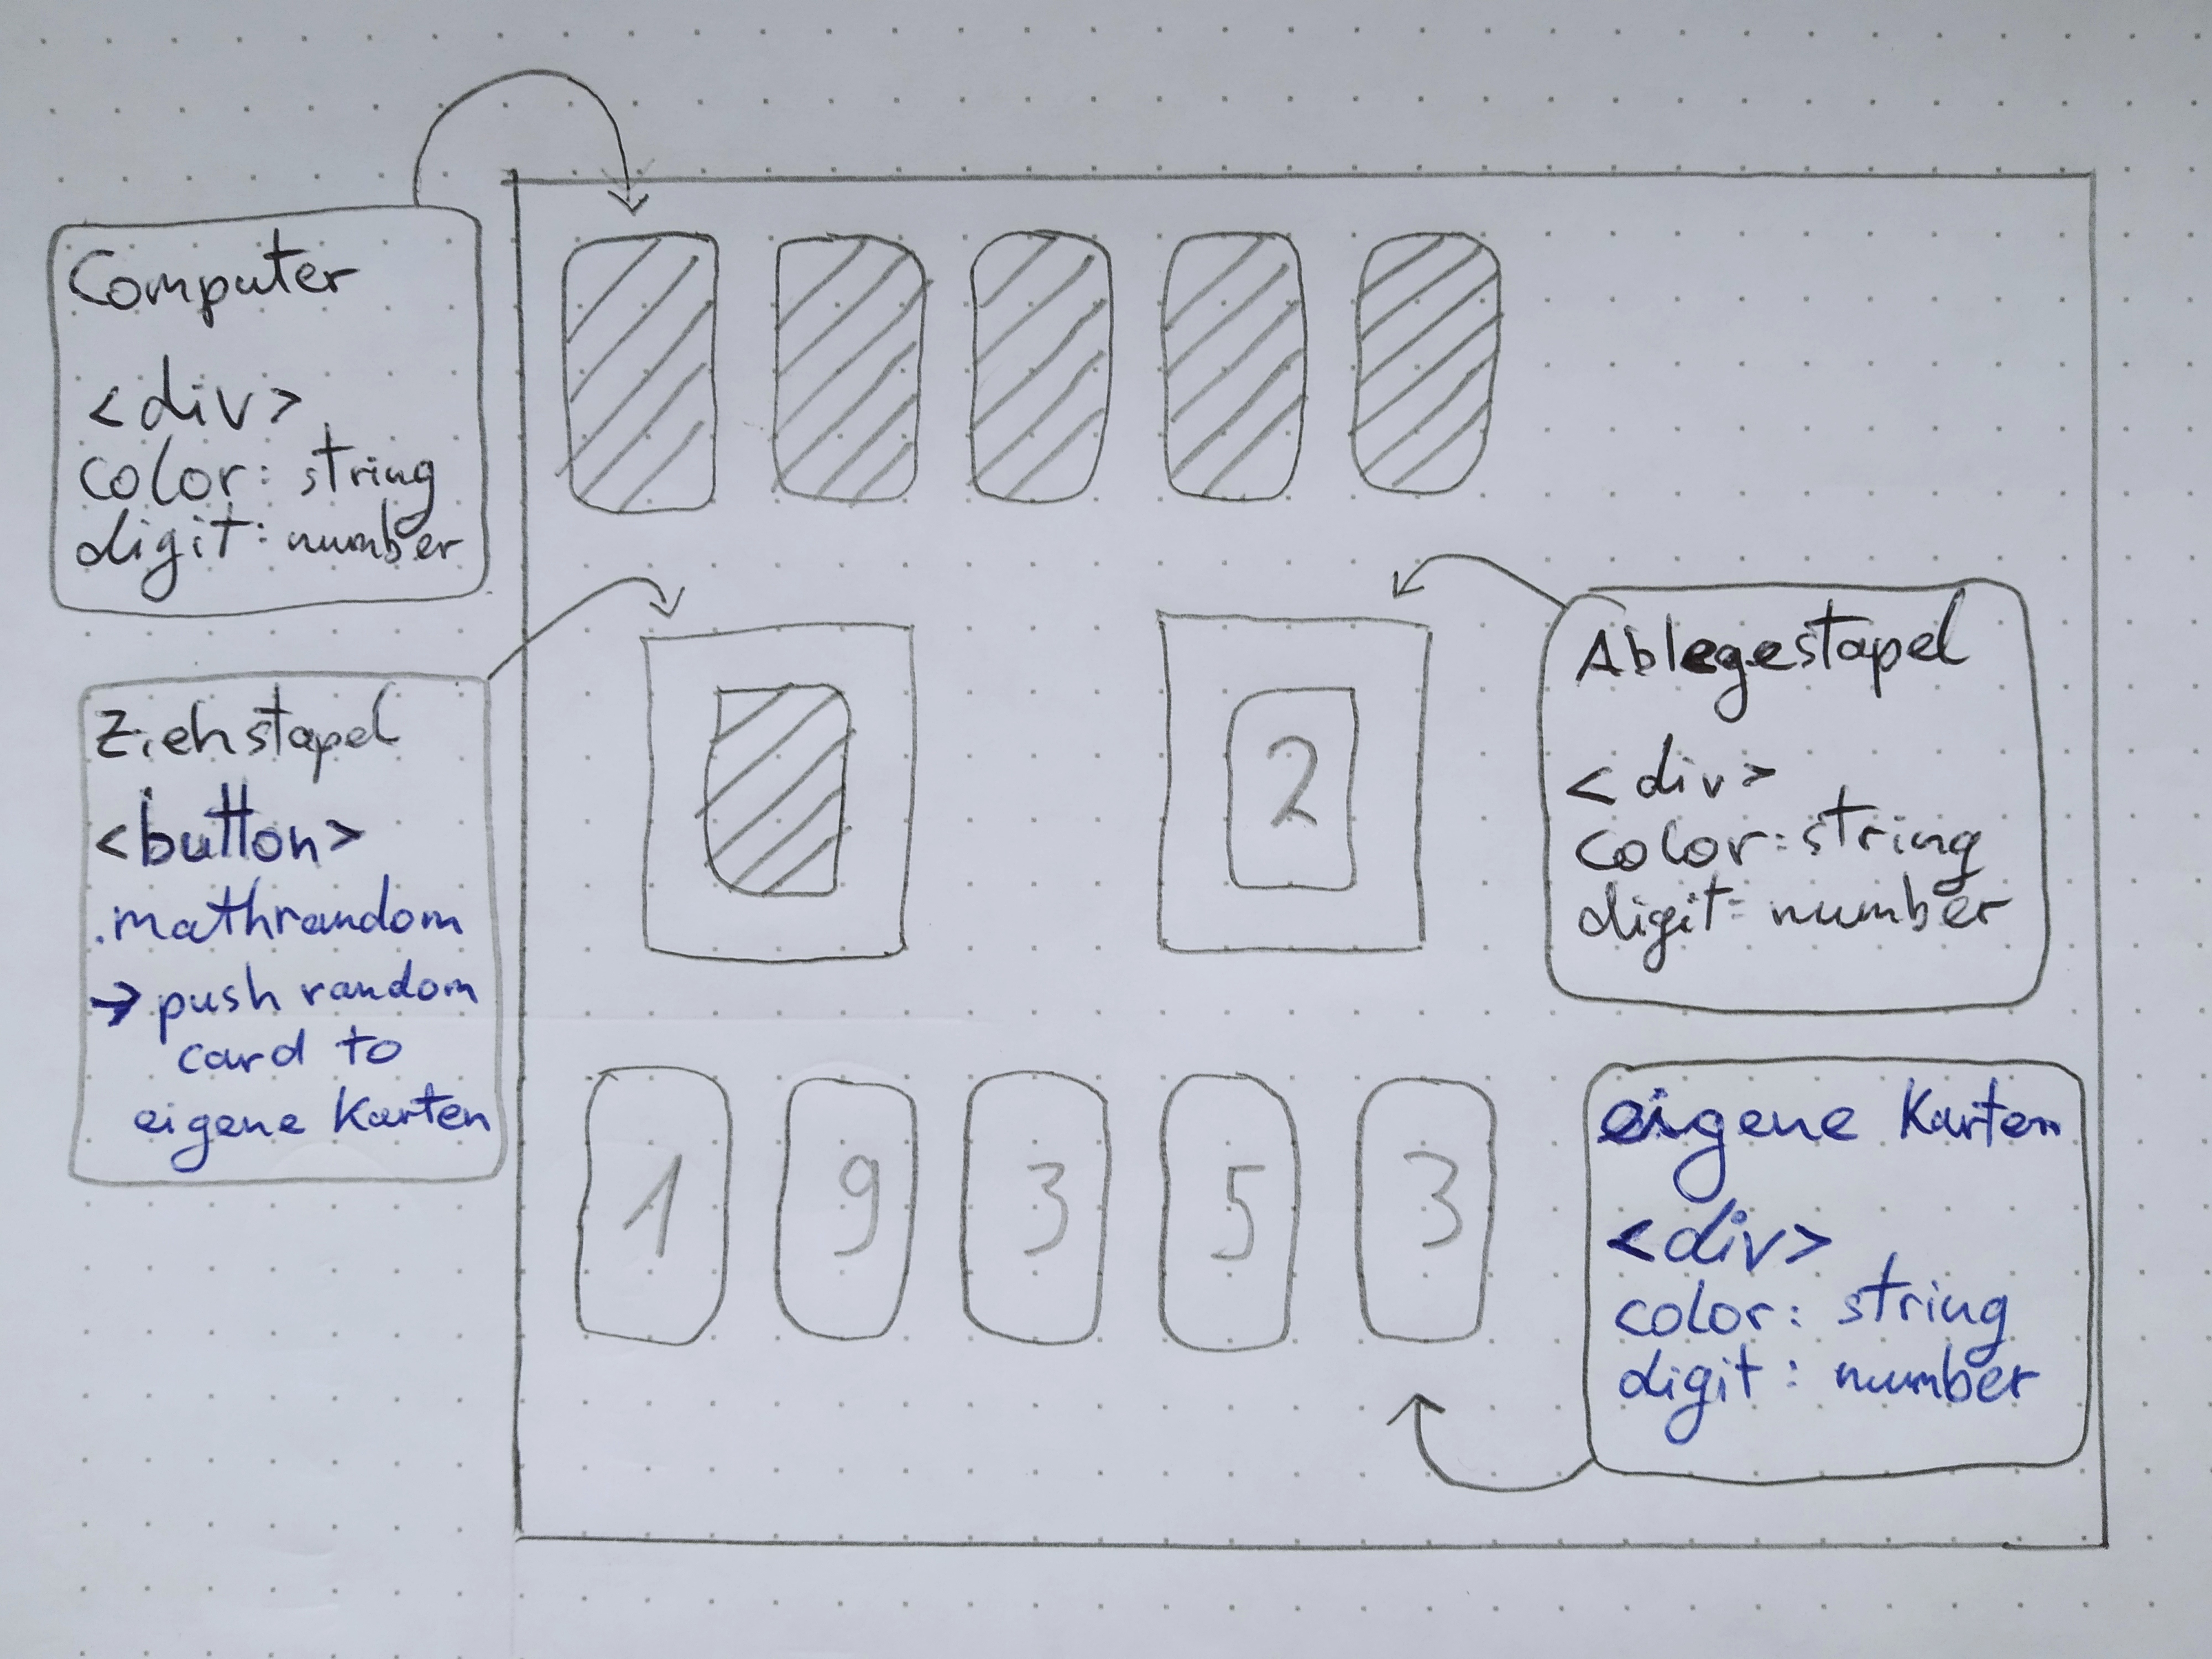 Computer
<div>
color: string
digit: number
Ziehstapel
<button>
.mathrandom
→ push random
card to
eigene Karten
2
Ablegestapel
<div>
color: string
digit: number
1 9 3 5 3
eigene Karten
<div>
color: string
digit: number